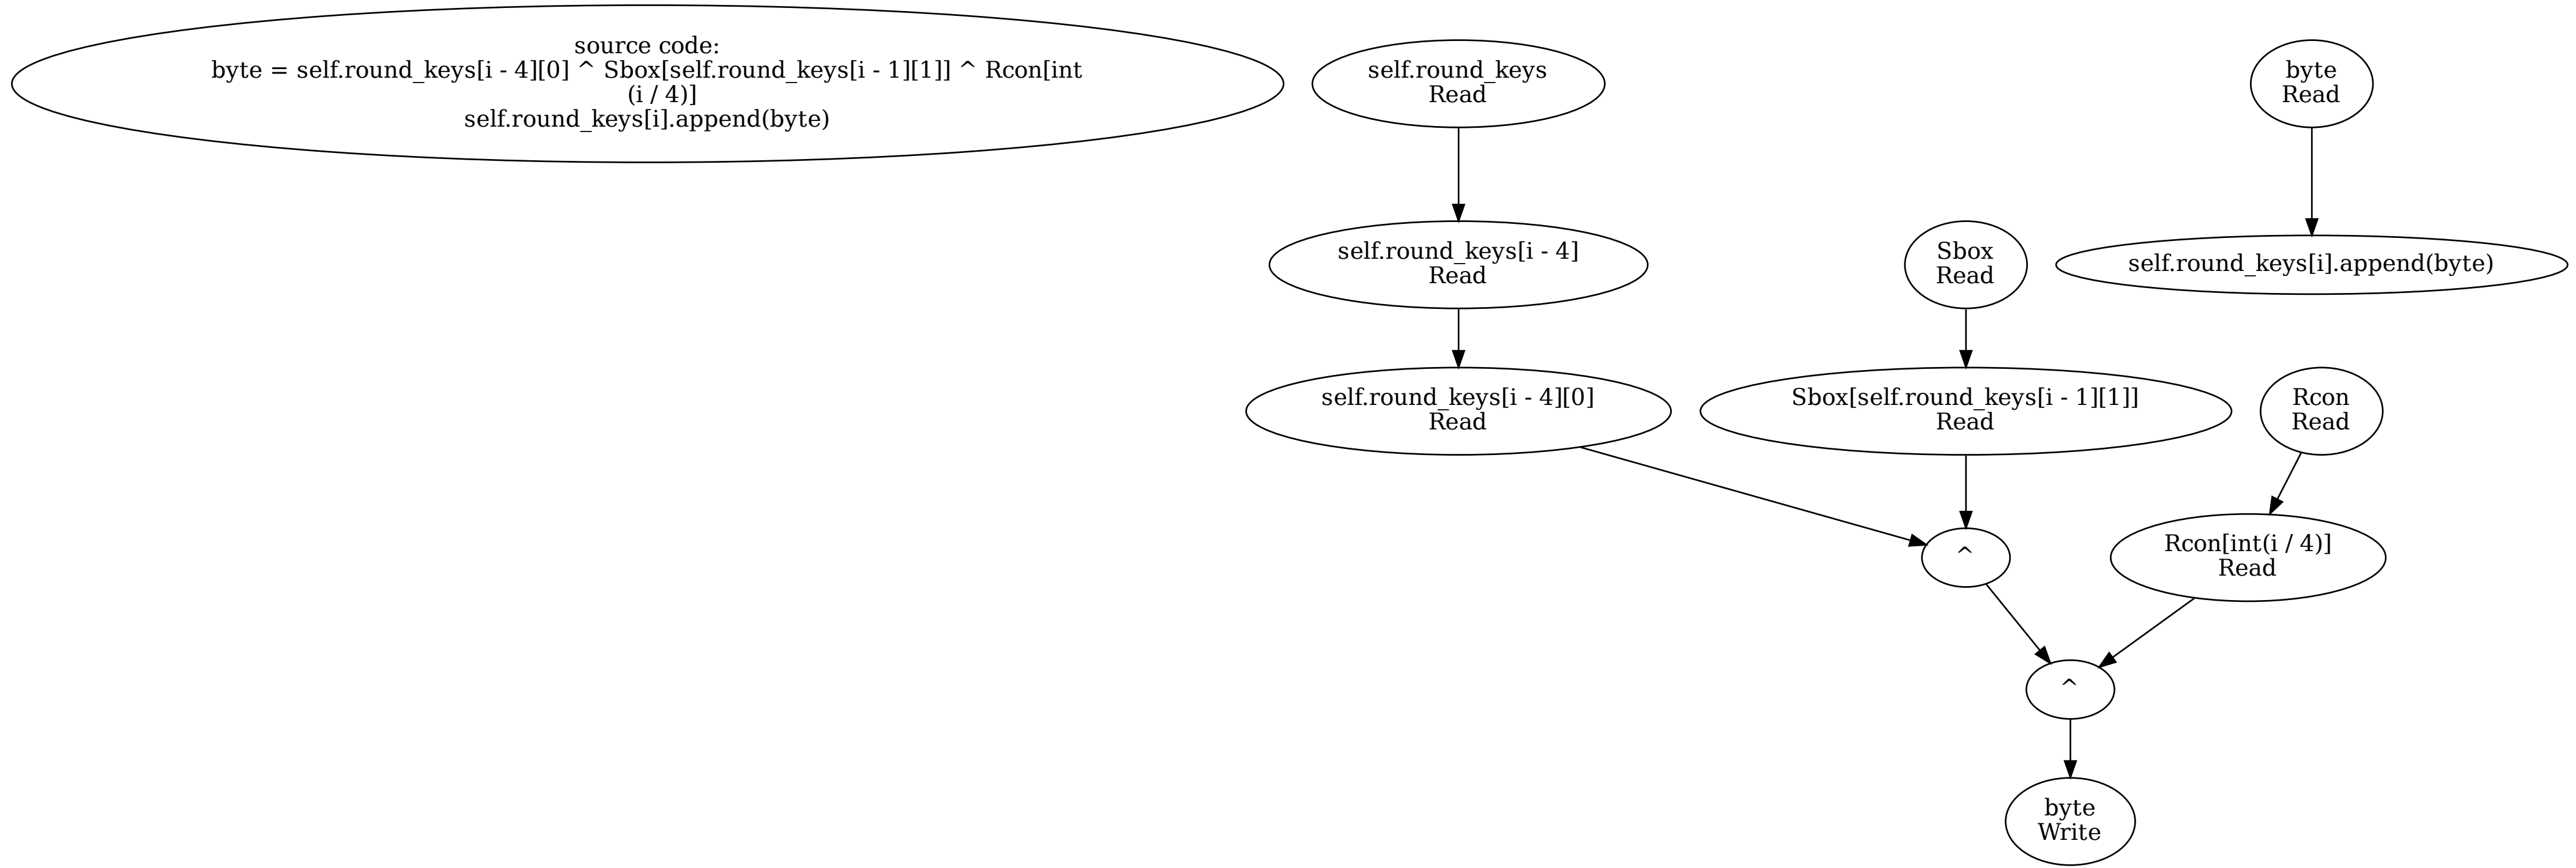 source code:
byte = self.round_keys[i - 4][0] ^ Sbox[self.round_keys[i - 1][1]] ^ Rcon[int
(i / 4)]
self.round_keys[i].append(byte)
self.round_keys
Read
byte
Read
self.round_keys[i - 4]
Read
Sbox
Read
self.round_keys[i].append(byte)
self.round_keys[i - 4][0]
Read
Sbox[self.round_keys[i - 1][1]]
Read
Rcon
Read
^
Rcon[int(i / 4)]
Read
^
byte
Write